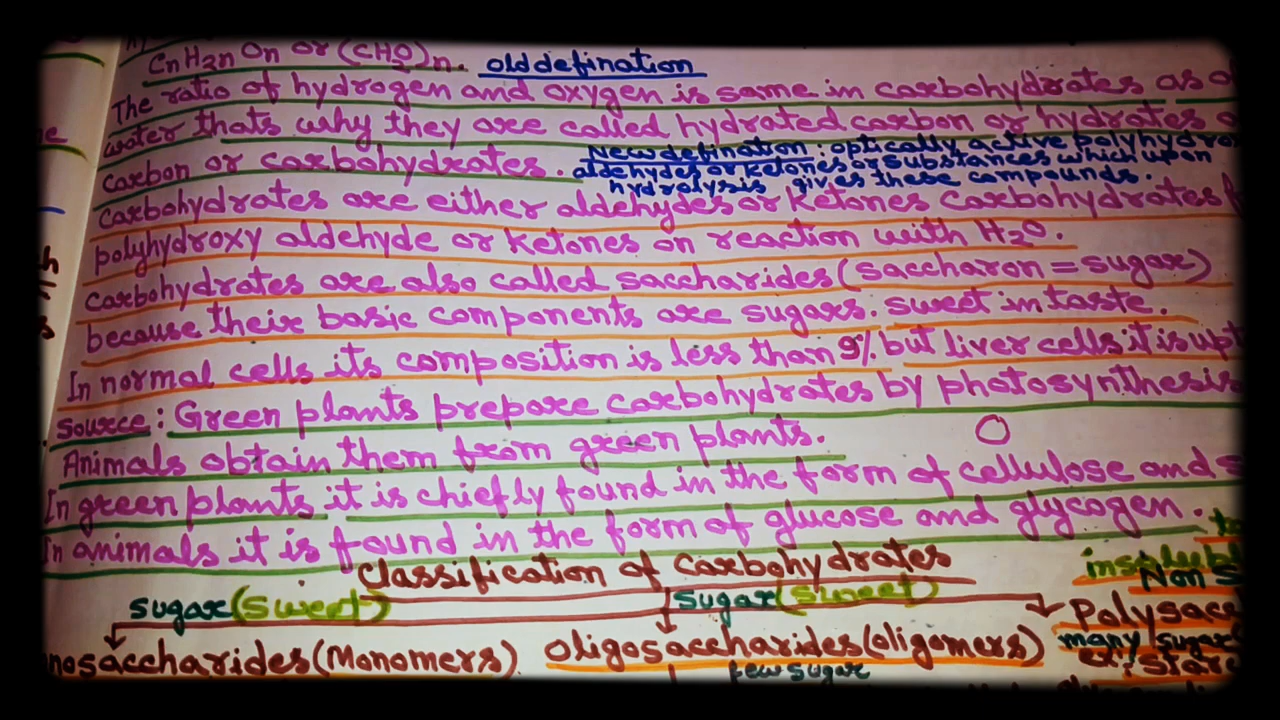 CnH2nOn or (CH2O)n. old defination
The ratio of hydrogen and oxygen is same in carbohydrates as
water thats why they are called hydrated carbon or hydrates
carbon or carbohydrates. New defination: optically active
aldehydes or ketones or substances which upon
hydrolysis gives these compounds.
carbohydrates are either aldehydes or ketones carbohydrates
polyhydroxy aldehyde or ketones on reaction with H2O.
carbohydrates are also called saccharides (saccharon = sugar)
because their basic components are sugars. sweet in taste.
In normal cells its composition is less than 9% but liver cells it is
source: Green plants prepare carbohydrates by photosynthesis
Animals obtain them from green plants.
In green plants it is chiefly found in the form of cellulose and
In animals it is found in the form of glucose and glycogen.
Classification of Carbohydrates
sugar (sweet) sugar (sweet) Non
(Monomers) oligosaccharides (oligomers)
few sugar many sugar
ex: